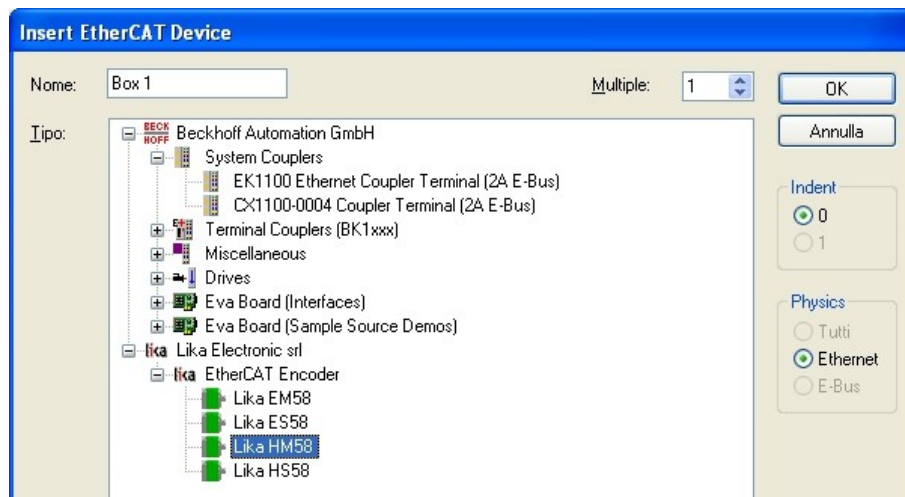 Insert EtherCAT Device
Nome: Box 1 Multiple: 1 OK
Annulla
Tipo: BECKHOFF Beckhoff Automation GmbH
System Couplers
EK1100 Ethernet Coupler Terminal (2A E-Bus)
CX1100-0004 Coupler Terminal (2A E-Bus)
Terminal Couplers (BK1xxx)
Miscellaneous
Drives
Eva Board (Interfaces)
Eva Board (Sample Source Demos)
lika Lika Electronic srl
lika EtherCAT Encoder
Lika EM58
Lika ES58
Lika HM58
Lika HS58
Indent
0
1
Physics
Tutti
Ethernet
E-Bus